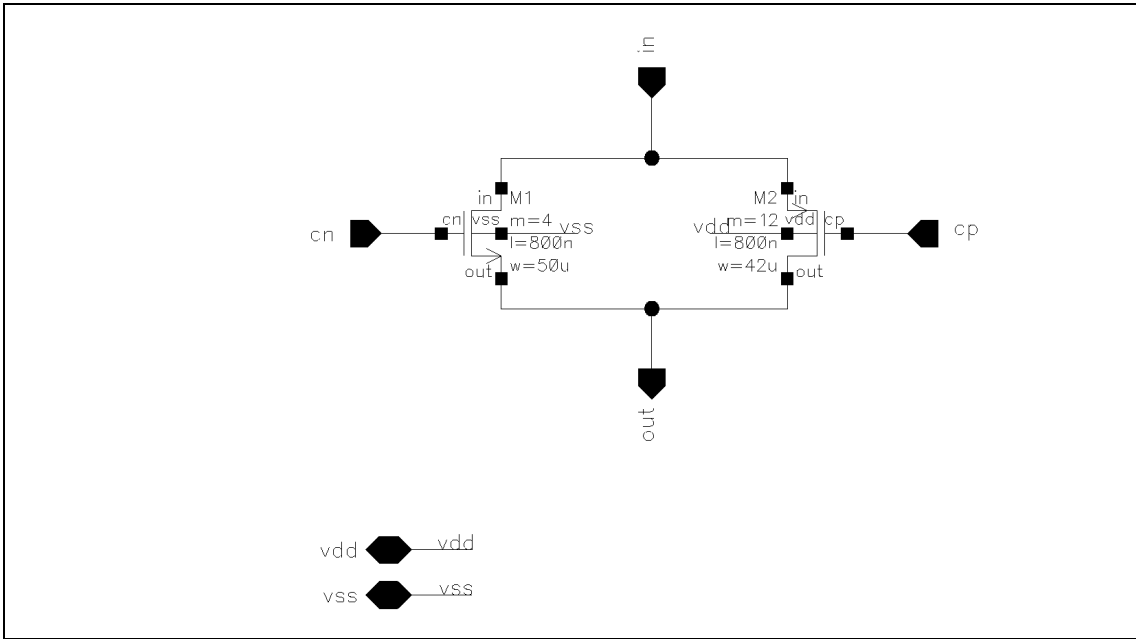 in
in M1 M2 in
cn vss m=4 vss vdd m=12 vdd cp
cn l=800n l=800n cp
out w=50u w=42u out
out
vdd vdd
vss vss